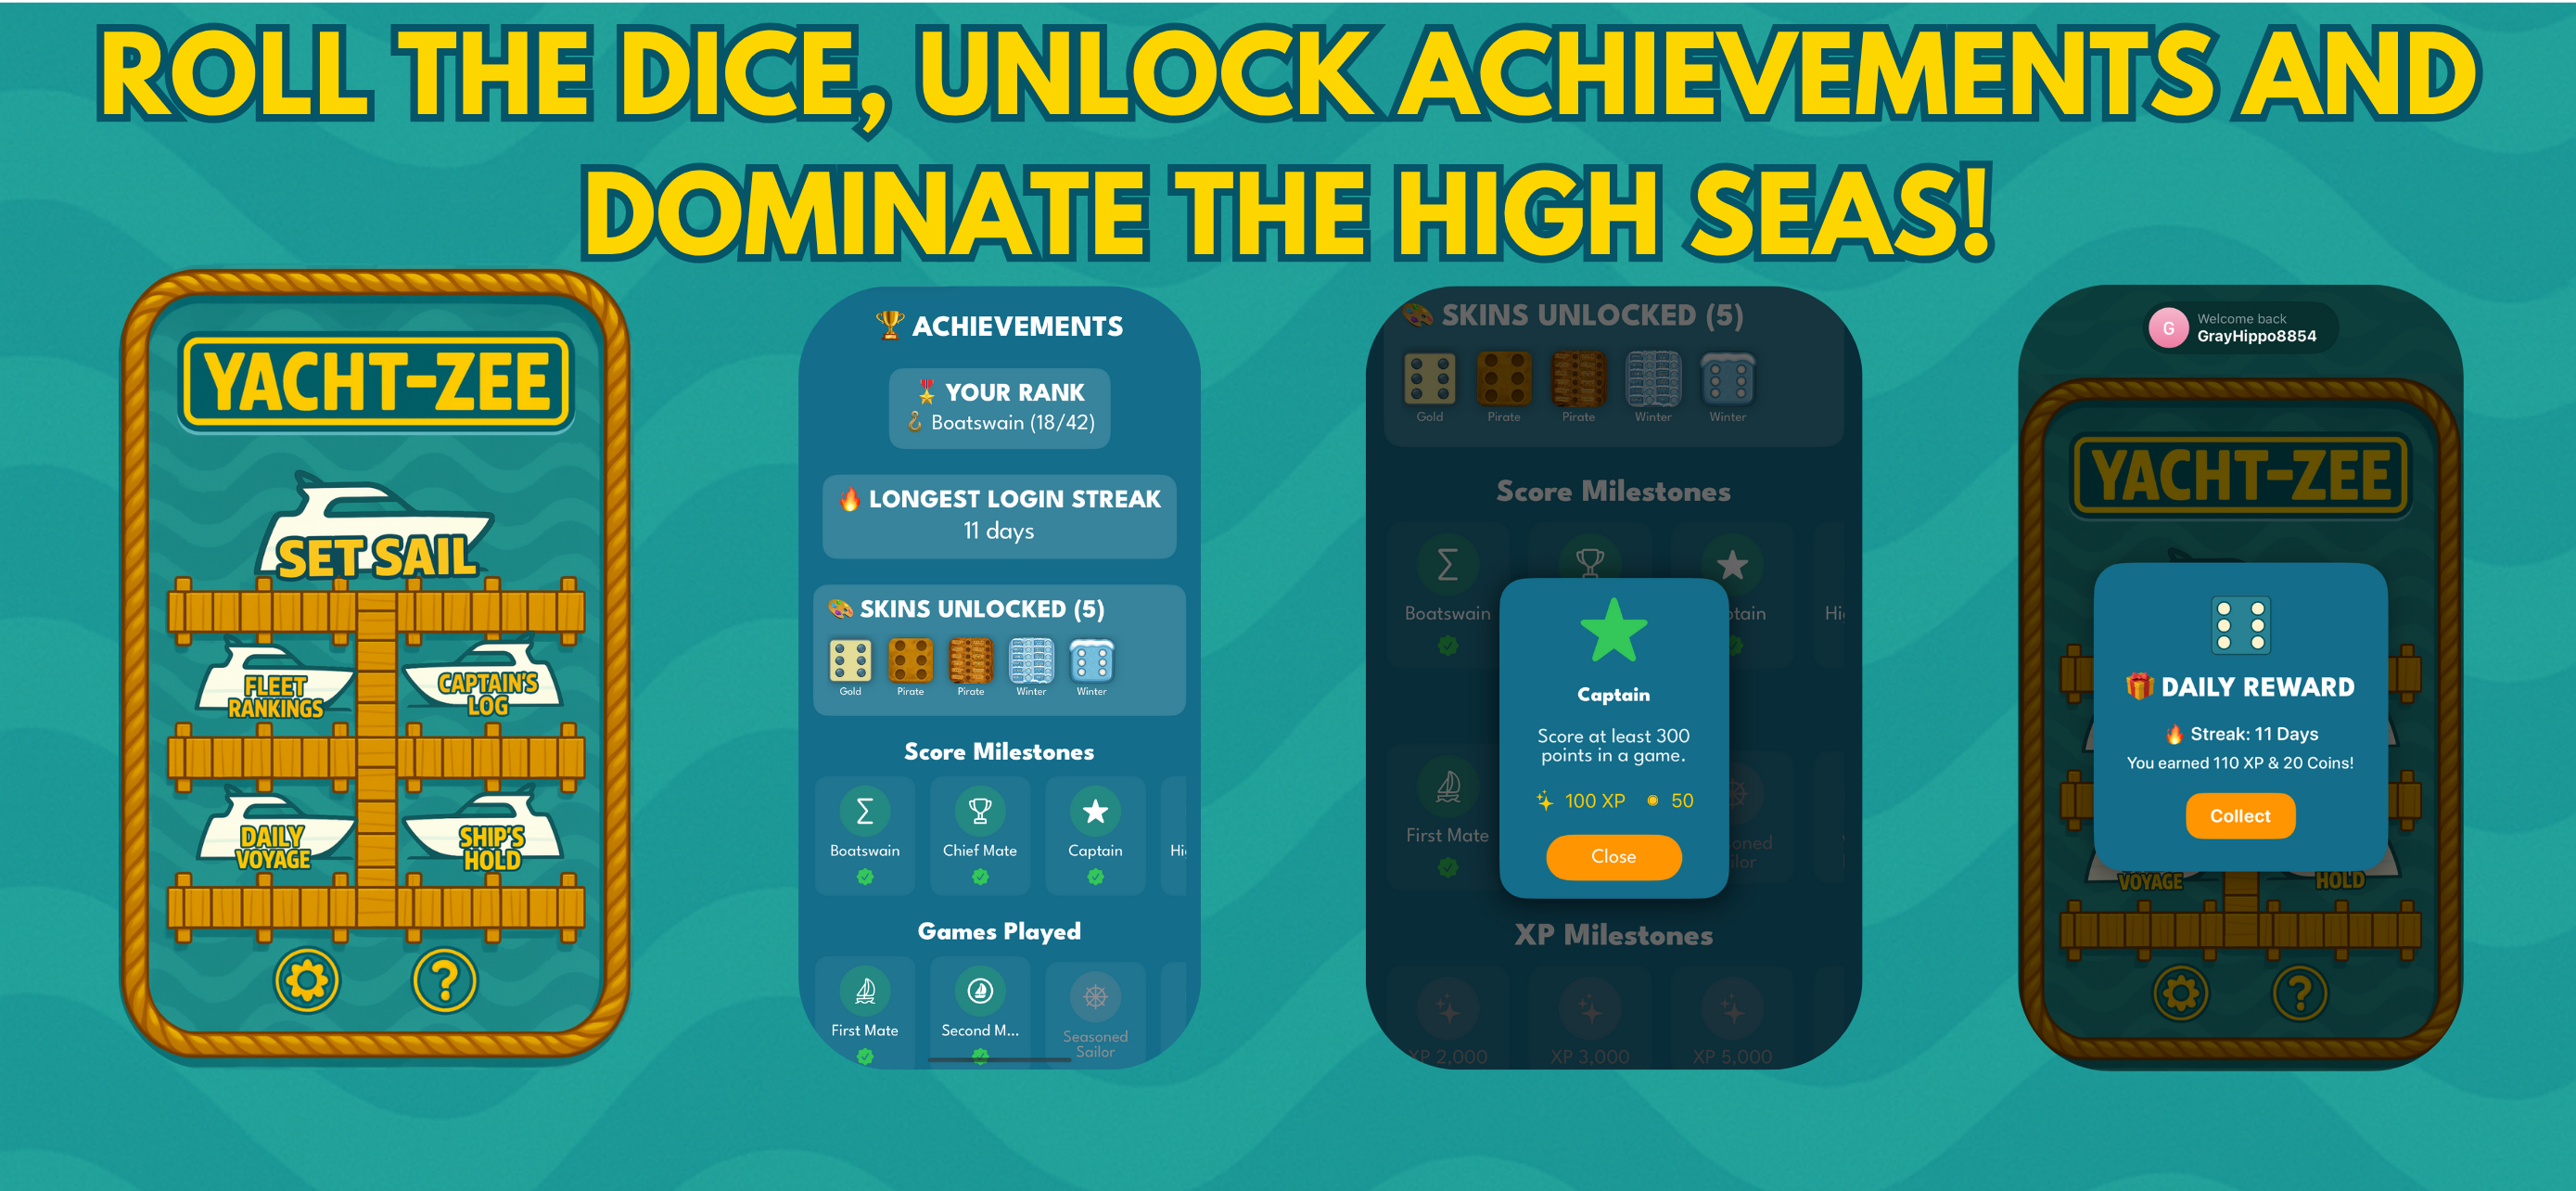 ROLL THE DICE, UNLOCK ACHIEVEMENTS AND
DOMINATE THE HIGH SEAS!
YACHT-ZEE
SET SAIL
FLEET
RANKINGS
CAPTAIN'S
LOG
DAILY
VOYAGE
SHIP'S
HOLD
?
ACHIEVEMENTS
YOUR RANK
Boatswain (18/42)
LONGEST LOGIN STREAK
11 days
SKINS UNLOCKED (5)
Gold Pirate Pirate Winter Winter
Score Milestones
Boatswain Chief Mate Captain Hi
Games Played
First Mate Second M... Seasoned
Sailor
SKINS UNLOCKED (5)
Gold Pirate Pirate Winter Winter
Score Milestones
Boatswain ptain Hi
Captain
Score at least 300
points in a game.
100 XP 50
Close
First Mate oned
ilor
XP Milestones
XP 2,000 XP 3,000 XP 5,000
G
Welcome back
GrayHippo8854
YACHT-ZEE
DAILY REWARD
Streak: 11 Days
You earned 110 XP & 20 Coins!
Collect
VOYAGE HOLD
?